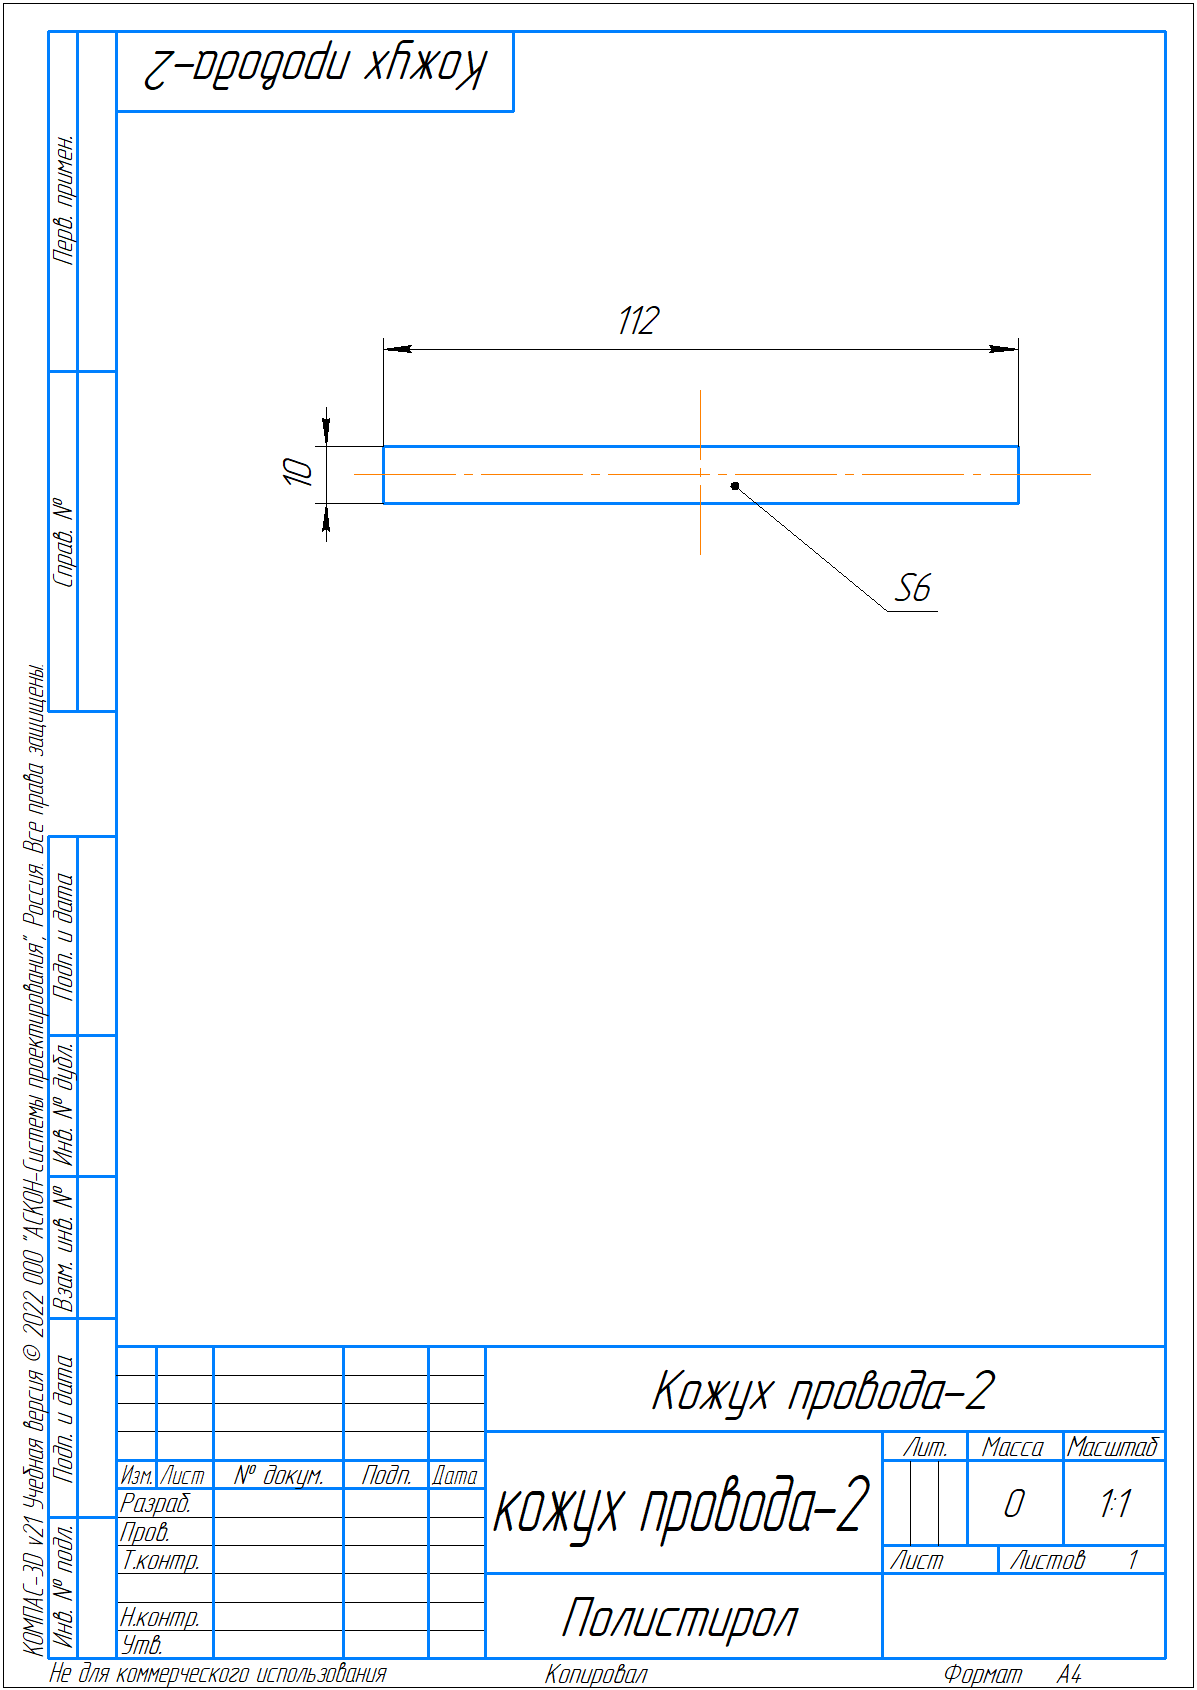 Кожух провода-2
Перв. примен.
Справ. №
Подп. и дата
Инв. № дубл.
Взам. инв. №
Подп. и дата
Инв. № подл.
КОМПАС-3D v21 Учебная версия © 2022 ООО "АСКОН-Системы проектирования", Россия. Все права защищены.
112
10
S6
Кожух провода-2
Лит. Масса Масштаб
Изм. Лист № докум. Подп. Дата
кожух провода-2
0 1:1
Разраб.
Пров.
Т.контр.
Лист Листов 1
Н.контр.
Утв.
Полистирол
Не для коммерческого использования Копировал Формат А4